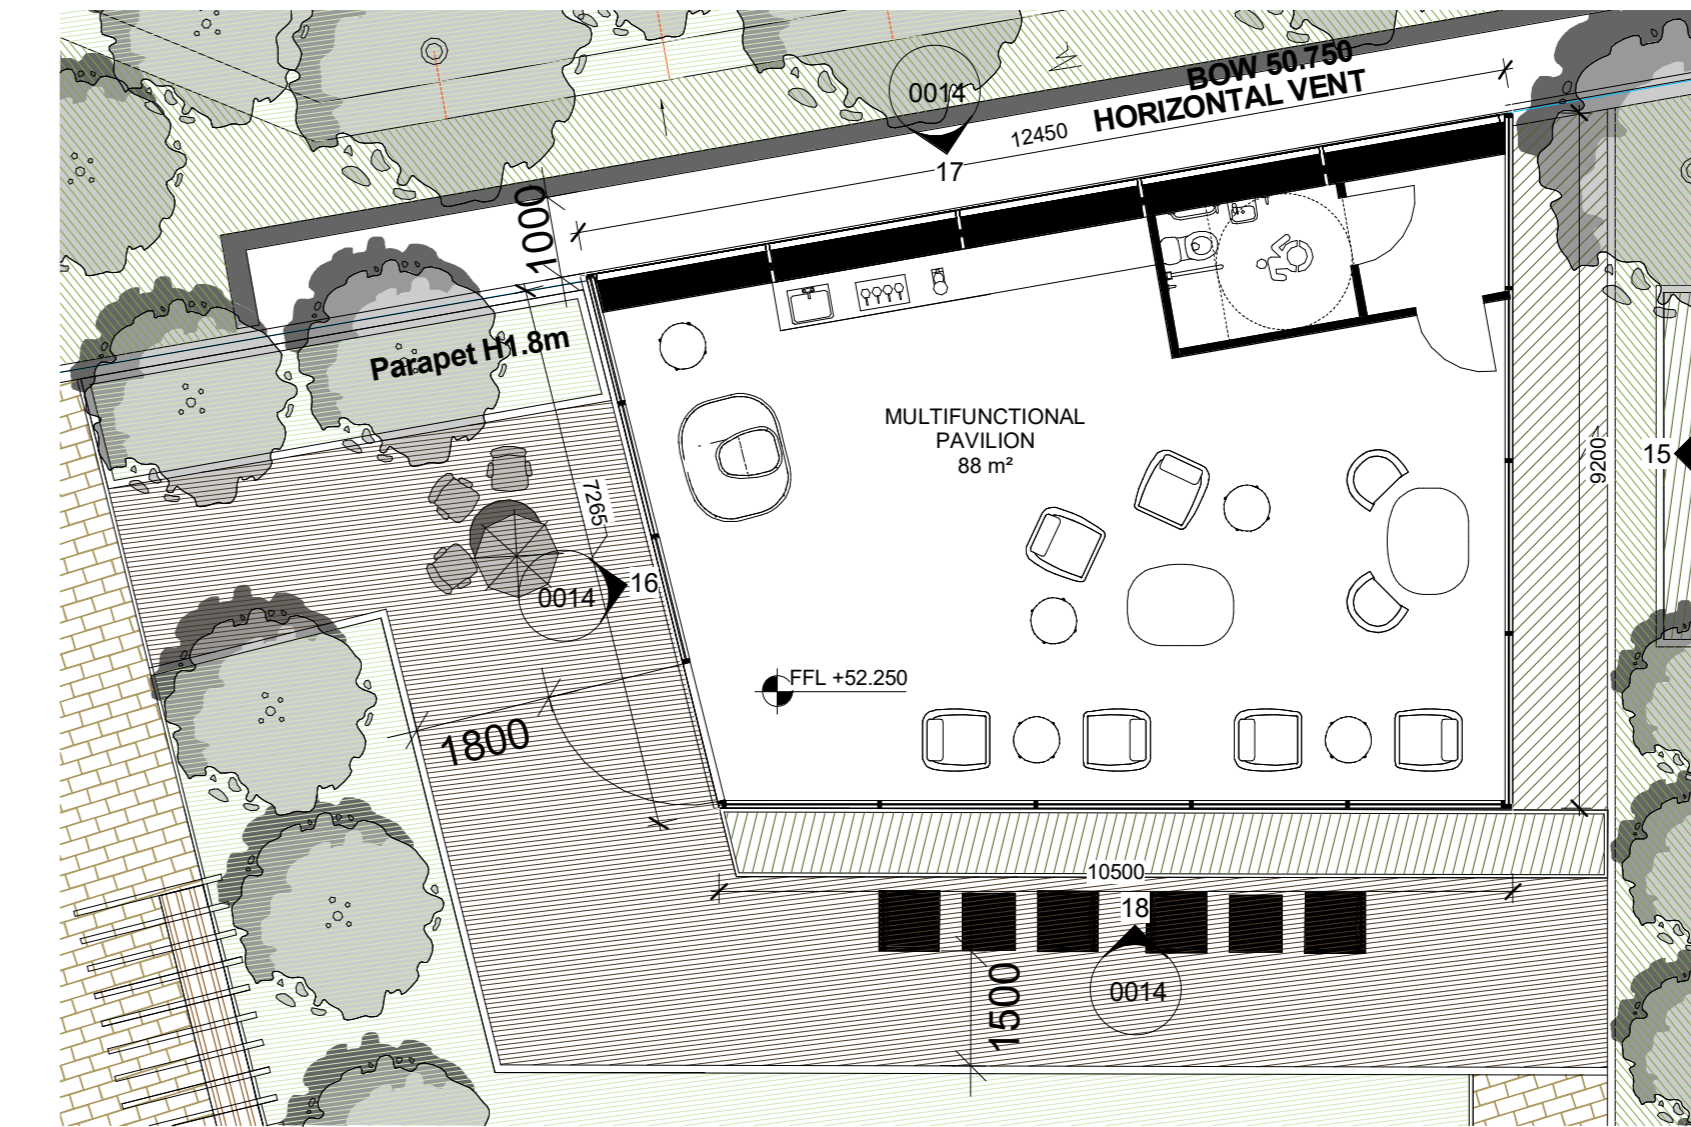 BOW 50.750
HORIZONTAL VENT
0014
17
12450
1000
Parapet H1.8m
MULTIFUNCTIONAL
PAVILION
88 m²
9200
15
7265
0014
16
FFL +52.250
1800
10500
18
0014
1500